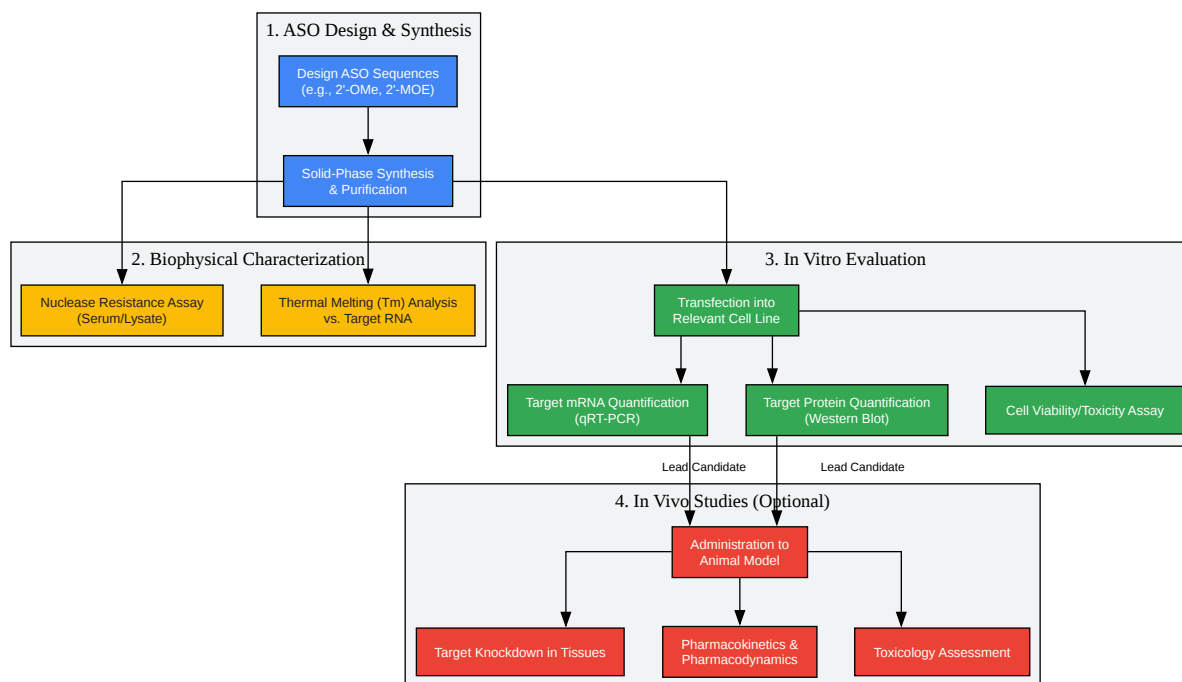 1. ASO Design & Synthesis
Design ASO Sequences
(e.g., 2'-OMe, 2'-MOE)
Solid-Phase Synthesis
& Purification
2. Biophysical Characterization
Nuclease Resistance Assay
(Serum/Lysate)
Thermal Melting (Tm) Analysis
vs. Target RNA
3. In Vitro Evaluation
Transfection into
Relevant Cell Line
Target mRNA Quantification
(qRT-PCR)
Target Protein Quantification
(Western Blot)
Cell Viability/Toxicity Assay
Lead Candidate
Lead Candidate
4. In Vivo Studies (Optional)
Administration to
Animal Model
Target Knockdown in Tissues
Pharmacokinetics &
Pharmacodynamics
Toxicology Assessment